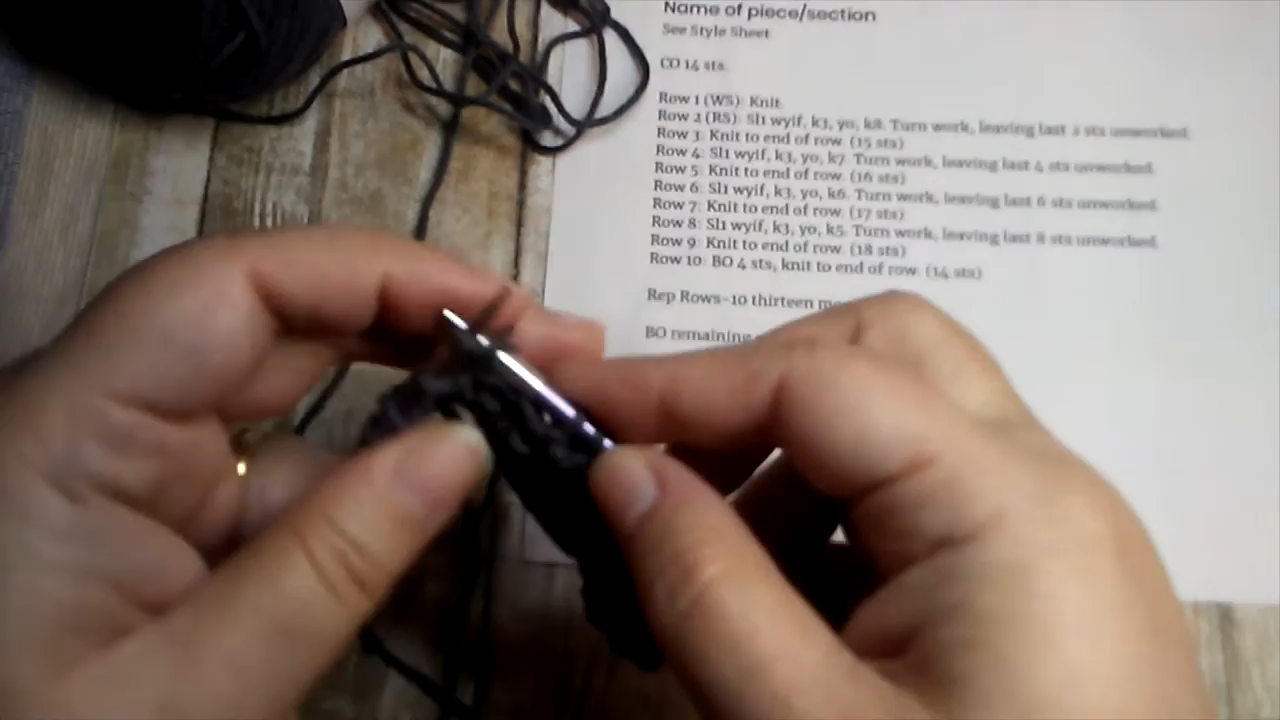 Name of piece/section
See Style Sheet
CO 14 sts.
Row 1 (WS): Knit.
Row 2 (RS): Sl1 wyif, k3, yo, k8. Turn work, leaving last 2 sts unworked.
Row 3: Knit to end of row. (15 sts)
Row 4: Sl1 wyif, k3, yo, k7. Turn work, leaving last 4 sts unworked.
Row 5: Knit to end of row. (16 sts)
Row 6: Sl1 wyif, k3, yo, k6. Turn work, leaving last 6 sts unworked.
Row 7: Knit to end of row. (17 sts)
Row 8: Sl1 wyif, k3, yo, k5. Turn work, leaving last 8 sts unworked.
Row 9: Knit to end of row. (18 sts)
Row 10: BO 4 sts, knit to end of row. (14 sts)
Rep Rows-10 thirteen
BO remaining